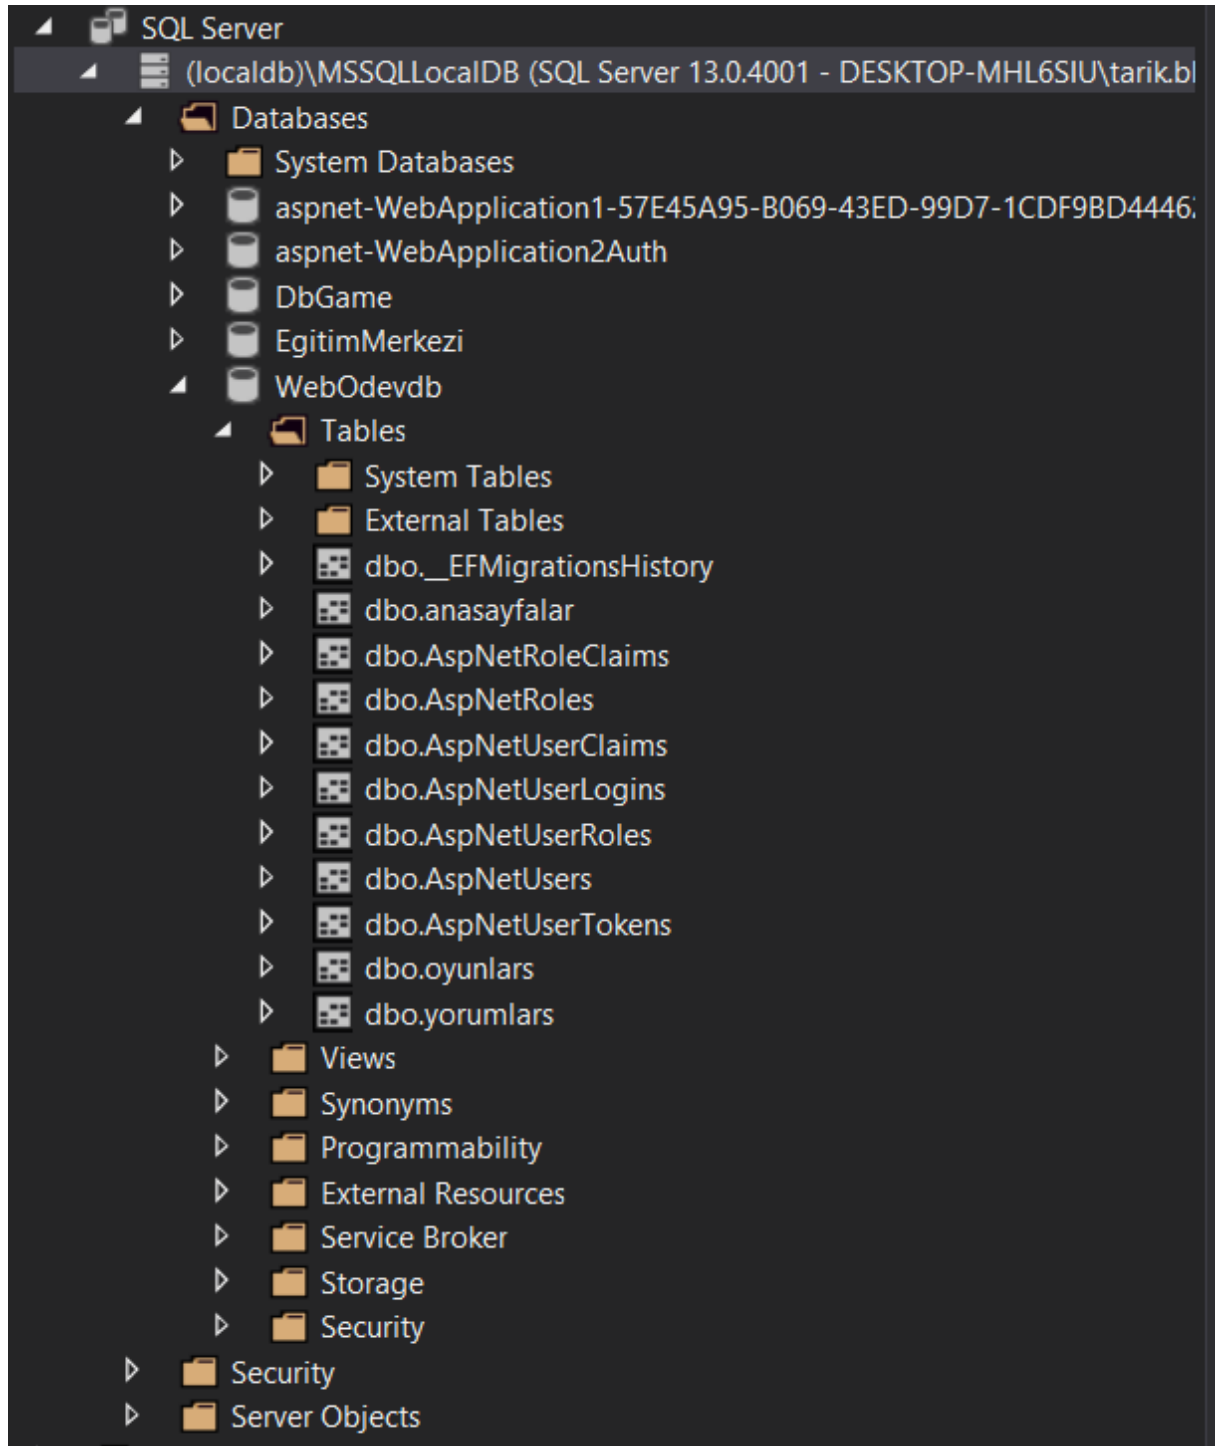 SQL Server
(localdb)\MSSQLLocalDB (SQL Server 13.0.4001 - DESKTOP-MHL6SIU\tarik.bl
Databases
System Databases
aspnet-WebApplication1-57E45A95-B069-43ED-99D7-1CDF9BD44462
aspnet-WebApplication2Auth
DbGame
EgitimMerkezi
WebOdevdb
Tables
System Tables
External Tables
dbo.__EFMigrationsHistory
dbo.anasayfalar
dbo.AspNetRoleClaims
dbo.AspNetRoles
dbo.AspNetUserClaims
dbo.AspNetUserLogins
dbo.AspNetUserRoles
dbo.AspNetUsers
dbo.AspNetUserTokens
dbo.oyunlars
dbo.yorumlars
Views
Synonyms
Programmability
External Resources
Service Broker
Storage
Security
Security
Server Objects